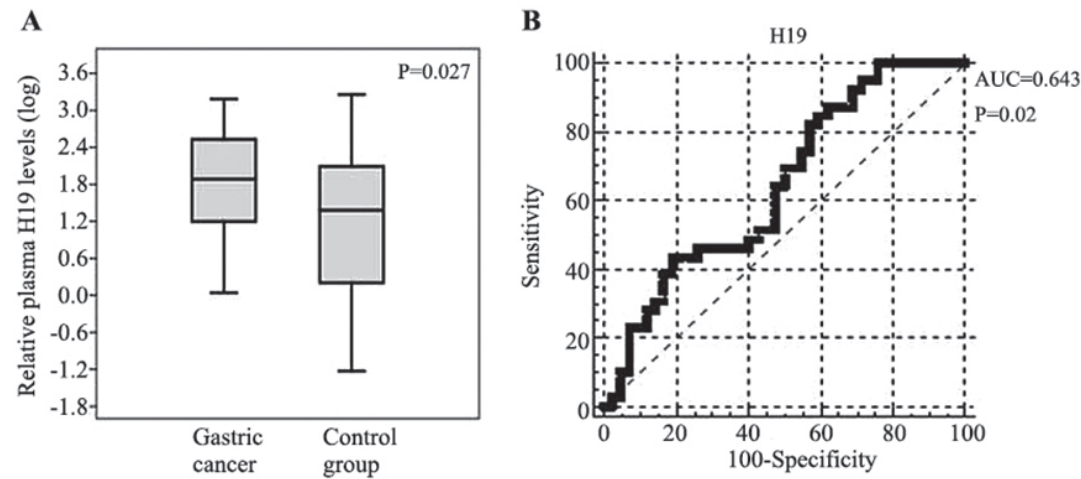 A
P=0.027
Relative plasma H19 levels (log)
3.6
3.0
2.4
1.8
1.2
0.6
0.0
-0.6
-1.2
-1.8
Gastric
cancer
Control
group
B
H19
AUC=0.643
P=0.02
Sensitivity
100
80
60
40
20
0
0 20 40 60 80 100
100-Specificity